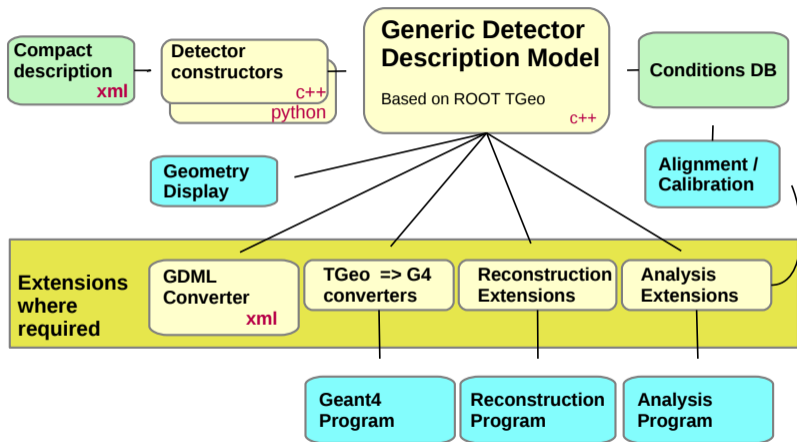 Compact
description
xml
Detector
constructors
c++
python
Generic Detector
Description Model
Based on ROOT TGeo
c++
Conditions DB
Geometry
Display
Alignment /
Calibration
Extensions
where
required
GDML
Converter
xml
TGeo => G4
converters
Reconstruction
Extensions
Analysis
Extensions
Geant4
Program
Reconstruction
Program
Analysis
Program